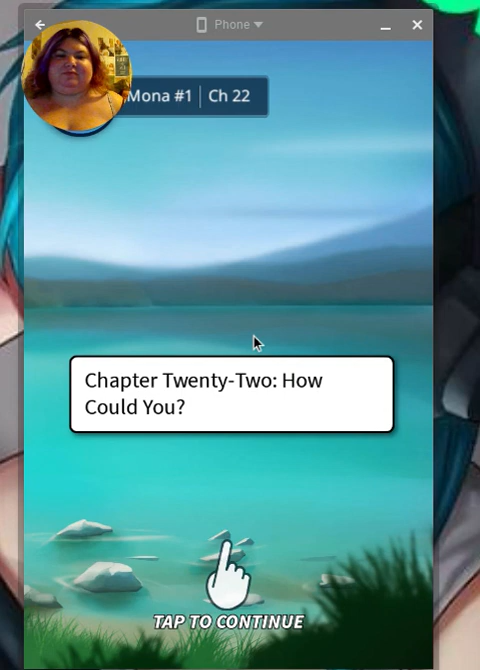 Phone
Mona #1 | Ch 22
Chapter Twenty-Two: How
Could You?
TAP TO CONTINUE